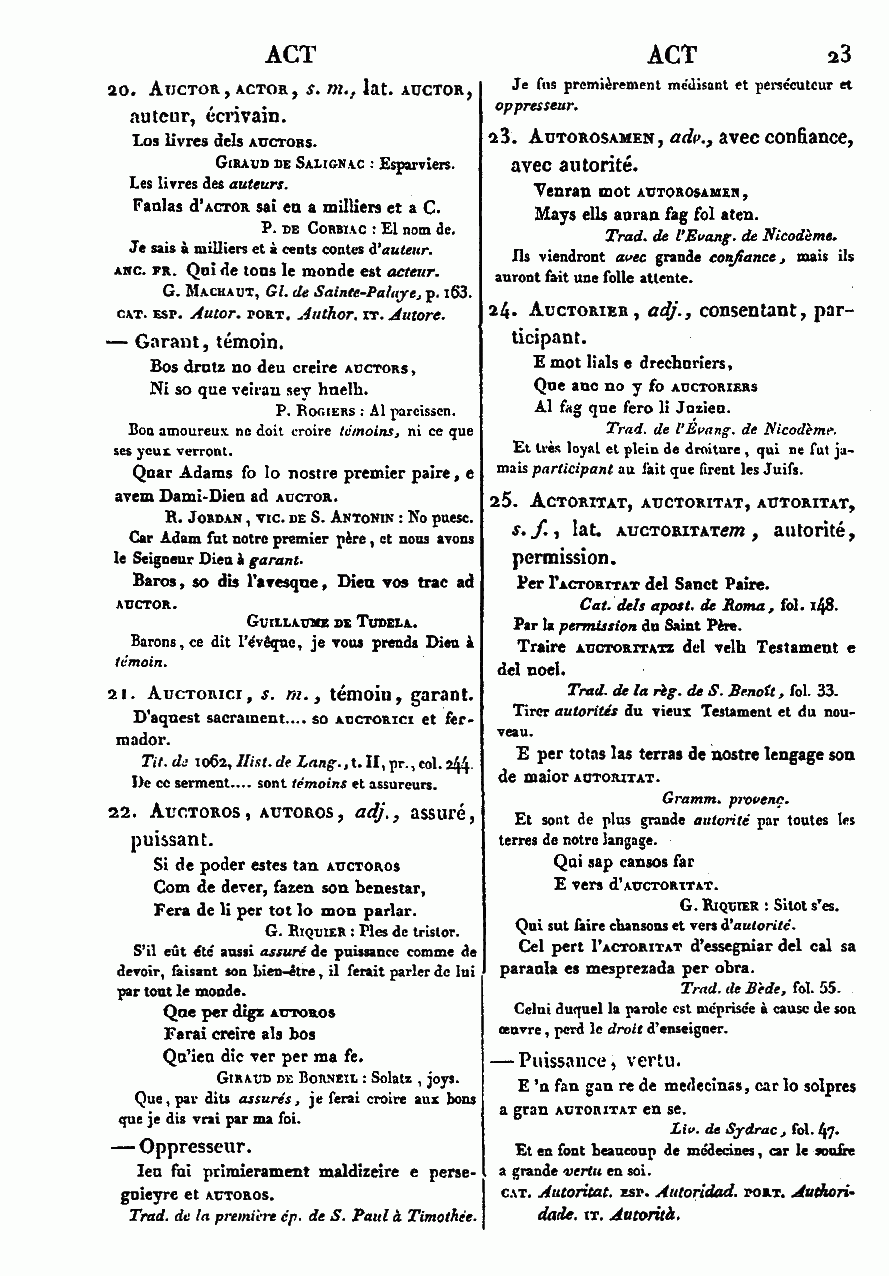 ACT
ACT 23
20. Auctor, actor, s. m., lat. auctor,
auteur, écrivain.
Los livres dels auctors.
Giraud de Salignac : Esparviers.
Les livres des auteurs.
Faulas d'actor sai en a milliers et a C.
P. de Corbiac : El nom de.
Je sais à milliers et à cents contes d'auteur.
anc. fr. Qui de tous le monde est acteur.
G. Machaut, Gl. de Sainte-Palaye, p. 163.
cat. esp. Autor. port. Author. it. Autore.
— Garant, témoin.
Bos drutz no deu creire auctors,
Ni so que veirau sey huelh.
P. Rogiers : Al pareissen.
Bon amoureux ne doit croire témoins, ni ce que
ses yeux verront.
Quar Adams fo lo nostre premier paire, e
avem Dami-Dieu ad auctor.
R. Jordan, vic. de S. Antonin : No puesc.
Car Adam fut notre premier père, et nous avons
le Seigneur Dieu à garant.
Baros, so dis l'avesque, Dieu vos trac ad
auctor.
Guillaume de Tudela.
Barons, ce dit l'évêque, je vous prends Dieu à
témoin.
21. Auctorici, s. m., témoin, garant.
D'aquest sacrament.... so auctorici et fer-
mador.
Tit. de 1062, Hist. de Lang., t. II, pr., col. 244.
De ce serment.... sont témoins et assureurs.
22. Auctoros, autoros, adj., assuré,
puissant.
Si de poder estes tan auctoros
Com de dever, fazen son benestar,
Fera de li per tot lo mon parlar.
G. Riquier : Ples de tristor.
S'il eût été aussi assuré de puissance comme de
devoir, faisant son bien-être, il ferait parler de lui
par tout le monde.
Que per digz autoros
Farai creire als bos
Qu'ieu dic ver per ma fe.
Giraud de Borneil : Solatz, joys.
Que, par dits assurés, je ferai croire aux bons
que je dis vrai par ma foi.
— Oppresseur.
Ieu fui primierament maldizeire e perse-
guieyre et autoros.
Trad. de la première ép. de S. Paul à Timothée.
Je fus premièrement médisant et persécuteur et
oppresseur.
23. Autorosamen, adv., avec confiance,
avec autorité.
Venran mot autorosamen,
Mays ells auran fag fol aten.
Trad. de l'Evang. de Nicodème.
Ils viendront avec grande confiance, mais ils
auront fait une folle attente.
24. Auctorier, adj., consentant, par-
ticipant.
E mot lials e drechuriers,
Que anc no y fo auctoriers
Al fag que fero li Juzieu.
Trad. de l'Évang. de Nicodème.
Et très loyal et plein de droiture, qui ne fut ja-
mais participant au fait que firent les Juifs.
25. Actoritat, auctoritat, autoritat,
s. f., lat. auctoritatem, autorité,
permission.
Per l'actoritat del Sanct Paire.
Cat. dels apost. de Roma, fol. 148.
Par la permission du Saint Père.
Traire auctoritatz del velh Testament e
del noel.
Trad. de la règ. de S. Benoît, fol. 33.
Tirer autorités du vieux Testament et du nou-
veau.
E per totas las terras de nostre lengage son
de maior autoritat.
Gramm. provenç.
Et sont de plus grande autorité par toutes les
terres de notre langage.
Qui sap cansos far
E vers d'auctoritat.
G. Riquier : Sitot s'es.
Qui sut faire chansons et vers d'autorité.
Cel pert l'actoritat d'essegniar del cal sa
paraula es mesprezada per obra.
Trad. de Bède, fol. 55.
Celui duquel la parole est méprisée à cause de son
œuvre, perd le droit d'enseigner.
— Puissance, vertu.
E 'n fan gan re de medecinas, car lo solpres
a gran autoritat en se.
Liv. de Sydrac, fol. 47.
Et en font beaucoup de médecines, car le soufre
a grande vertu en soi.
cat. Autoritat. esp. Autoridad. port. Authori-
dade. it. Autorità.